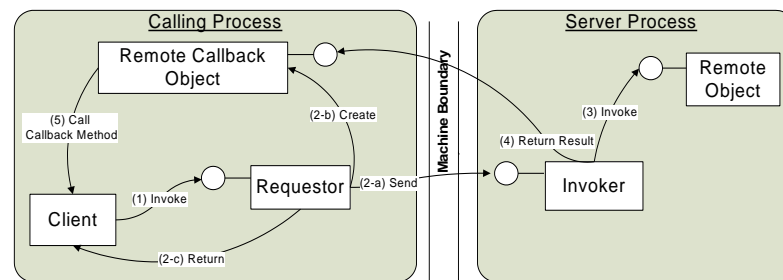 Calling Process
Server Process
Remote Callback
Object
Remote
Object
(5) Call
Callback Method
(2-b) Create
Machine Boundary
(3) Invoke
(4) Return Result
(1) Invoke
Requestor
(2-a) Send
Invoker
Client
(2-c) Return